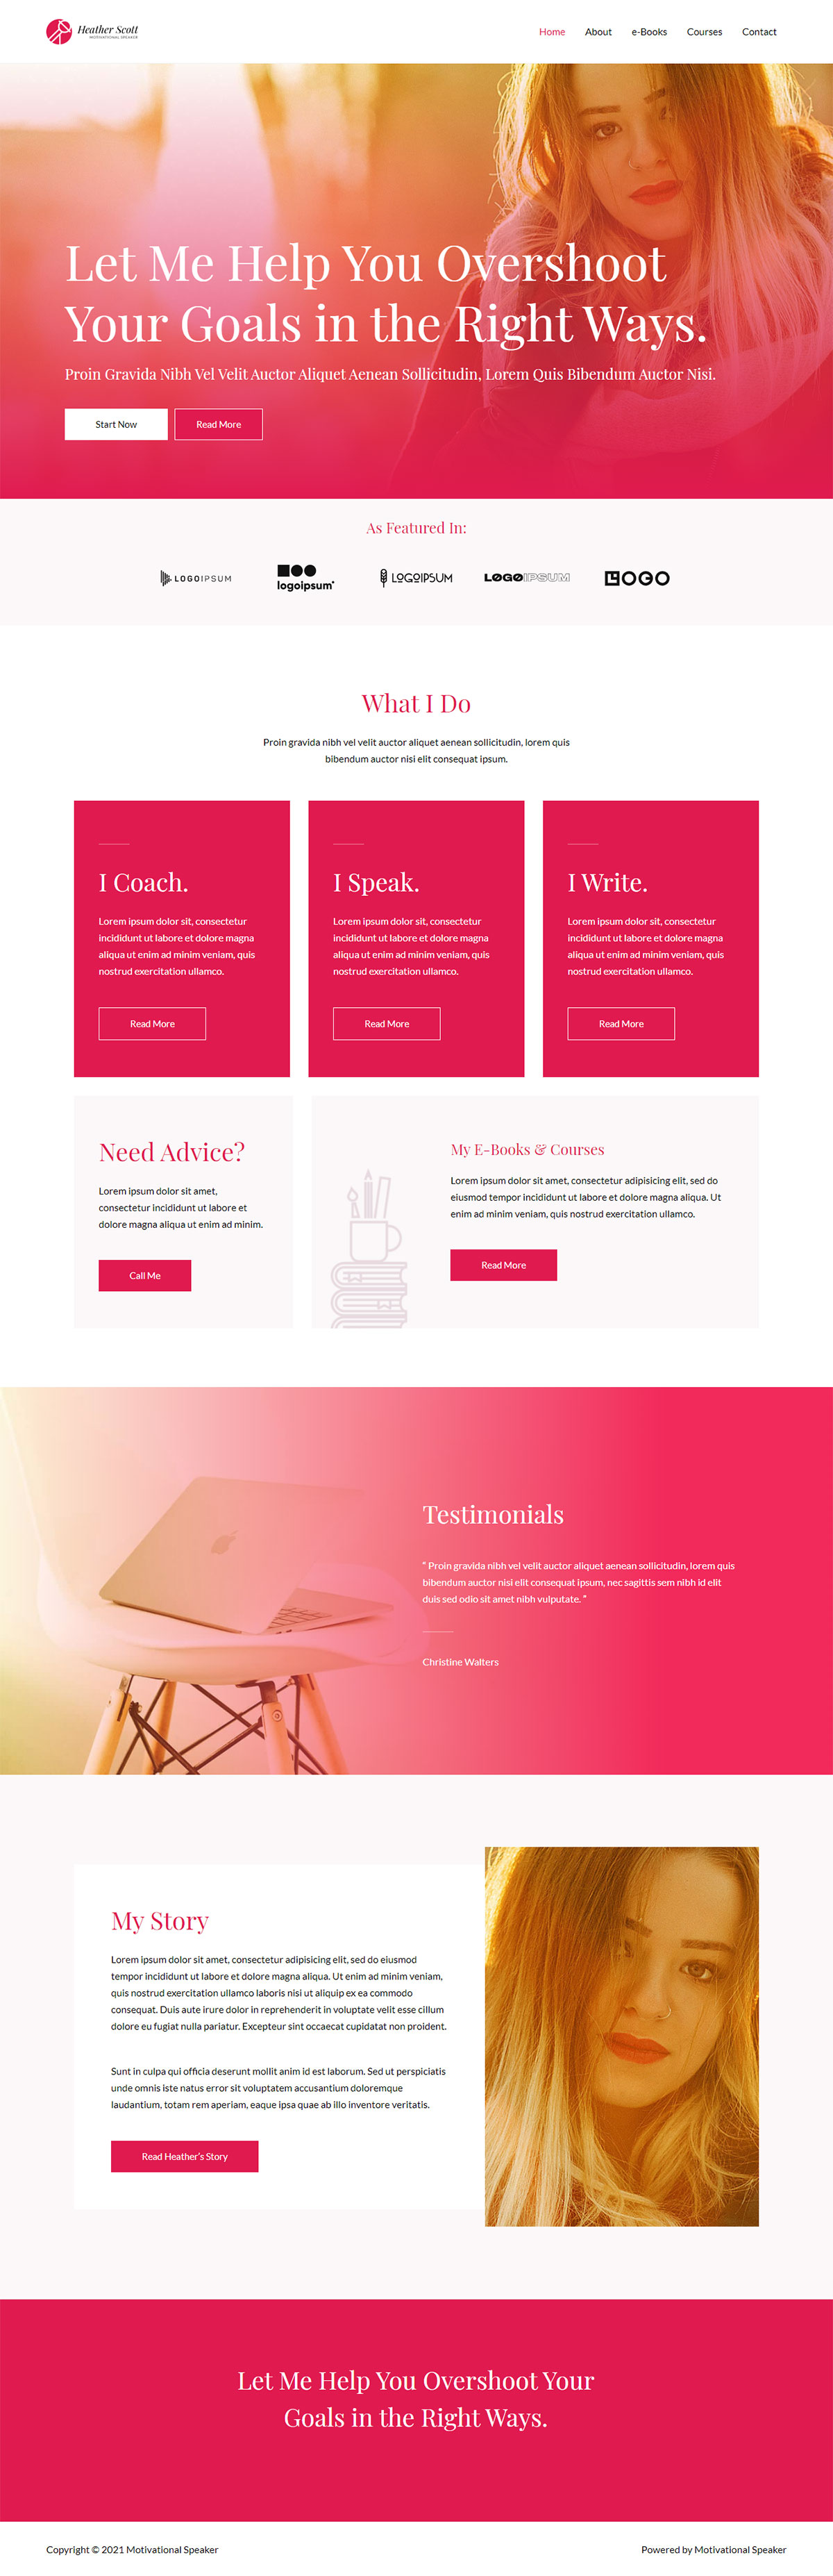 Heather Scott
MOTIVATIONAL SPEAKER
Home
About
e-Books
Courses
Contact
Let Me Help You Overshoot
Your Goals in the Right Ways.
Proin Gravida Nibh Vel Velit Auctor Aliquet Aenean Sollicitudin, Lorem Quis Bibendum Auctor Nisi.
Start Now
Read More
As Featured In:
LOGOIPSUM
logoipsum
LOGOIPSUM
LOGOIPSUM
LOGO
What I Do
Proin gravida nibh vel velit auctor aliquet aenean sollicitudin, lorem quis
bibendum auctor nisi elit consequat ipsum.
I Coach.
Lorem ipsum dolor sit, consectetur
incididunt ut labore et dolore magna
aliqua ut enim ad minim veniam, quis
nostrud exercitation ullamco.
Read More
I Speak.
Lorem ipsum dolor sit, consectetur
incididunt ut labore et dolore magna
aliqua ut enim ad minim veniam, quis
nostrud exercitation ullamco.
Read More
I Write.
Lorem ipsum dolor sit, consectetur
incididunt ut labore et dolore magna
aliqua ut enim ad minim veniam, quis
nostrud exercitation ullamco.
Read More
Need Advice?
Lorem ipsum dolor sit amet,
consectetur incididunt ut labore et
dolore magna aliqua ut enim ad minim.
Call Me
My E-Books & Courses
Lorem ipsum dolor sit amet, consectetur adipisicing elit, sed do
eiusmod tempor incididunt ut labore et dolore magna aliqua. Ut
enim ad minim veniam, quis nostrud exercitation ullamco.
Read More
Testimonials
“ Proin gravida nibh vel velit auctor aliquet aenean sollicitudin, lorem quis
bibendum auctor nisi elit consequat ipsum, nec sagittis sem nibh id elit
duis sed odio sit amet nibh vulputate. ”
Christine Walters
My Story
Lorem ipsum dolor sit amet, consectetur adipisicing elit, sed do eiusmod
tempor incididunt ut labore et dolore magna aliqua. Ut enim ad minim veniam,
quis nostrud exercitation ullamco laboris nisi ut aliquip ex ea commodo
consequat. Duis aute irure dolor in reprehenderit in voluptate velit esse cillum
dolore eu fugiat nulla pariatur. Excepteur sint occaecat cupidatat non proident.
Sunt in culpa qui officia deserunt mollit anim id est laborum. Sed ut perspiciatis
unde omnis iste natus error sit voluptatem accusantium doloremque
laudantium, totam rem aperiam, eaque ipsa quae ab illo inventore veritatis.
Read Heather's Story
Let Me Help You Overshoot Your
Goals in the Right Ways.
Copyright © 2021 Motivational Speaker
Powered by Motivational Speaker